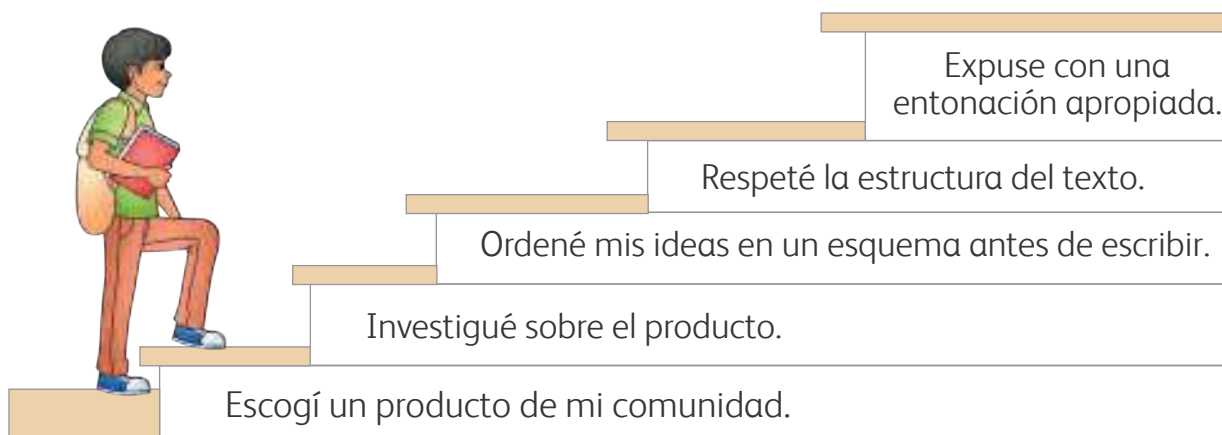 Expuse con una
entonación apropiada.
Respeté la estructura del texto.
Ordené mis ideas en un esquema antes de escribir.
Investigué sobre el producto.
Escogí un producto de mi comunidad.